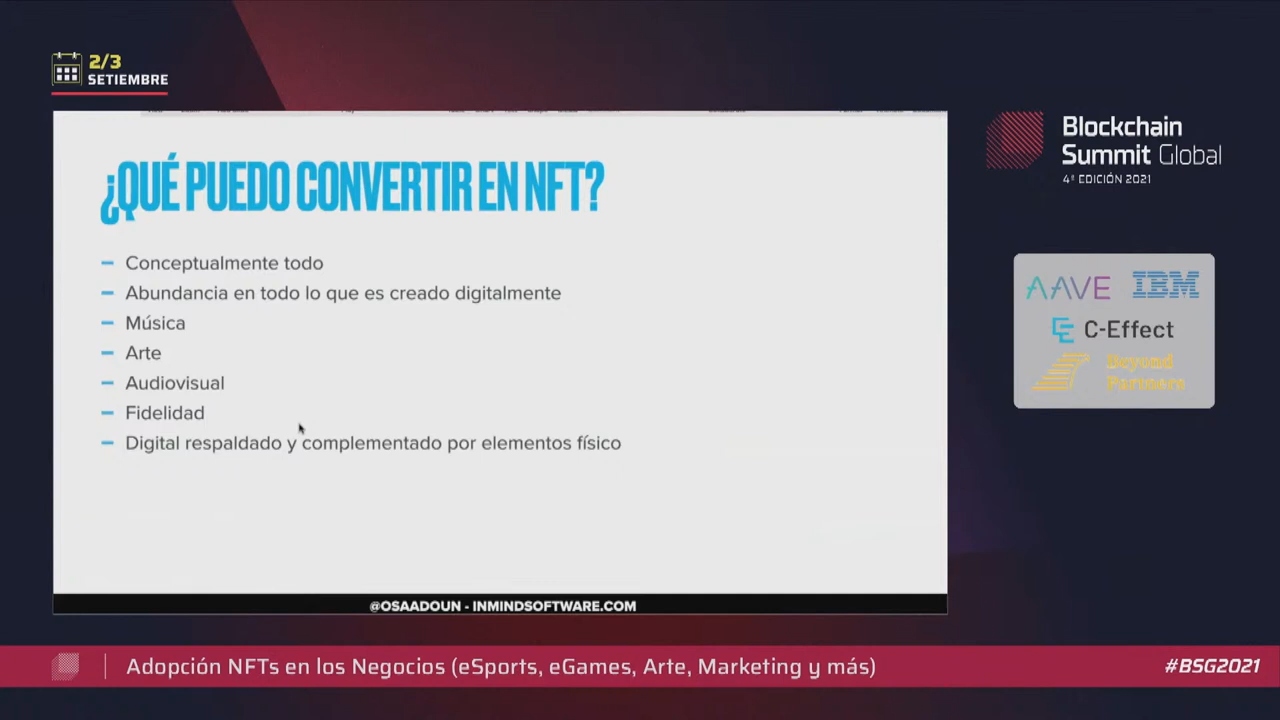 2/3
SETIEMBRE
¿QUÉ PUEDO CONVERTIR EN NFT?
Conceptualmente todo
Abundancia en todo lo que es creado digitalmente
Música
Arte
Audiovisual
Fidelidad
Digital respaldado y complementado por elementos físico
@OSAADOUN - INMINDSOFTWARE.COM
Blockchain
Summit Global
4ª EDICIÓN 2021
AAVE IBM
C-Effect
Beyond
Partners
Adopción NFTs en los Negocios (eSports, eGames, Arte, Marketing y más)
#BSG2021